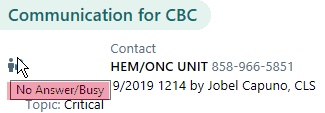 Communication for CBC
Contact
HEM/ONC UNIT 858-966-5851
No Answer/Busy
9/2019 1214 by Jobel Capuno, CLS
Topic: Critical